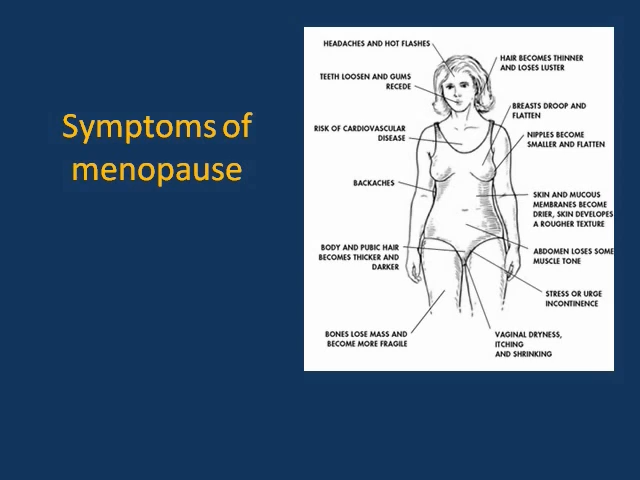 Symptoms of
menopause
HEADACHES AND HOT FLASHES
TEETH LOOSEN AND GUMS
RECEDE
RISK OF CARDIOVASCULAR
DISEASE
BACKACHES
BODY AND PUBIC HAIR
BECOMES THICKER AND
DARKER
BONES LOSE MASS AND
BECOME MORE FRAGILE
HAIR BECOMES THINNER
AND LOSES LUSTER
BREASTS DROOP AND
FLATTEN
NIPPLES BECOME
SMALLER AND FLATTEN
SKIN AND MUCOUS
MEMBRANES BECOME
DRIER, SKIN DEVELOPS
A ROUGHER TEXTURE
ABDOMEN LOSES SOME
MUSCLE TONE
STRESS OR URGE
INCONTINENCE
VAGINAL DRYNESS,
ITCHING
AND SHRINKING